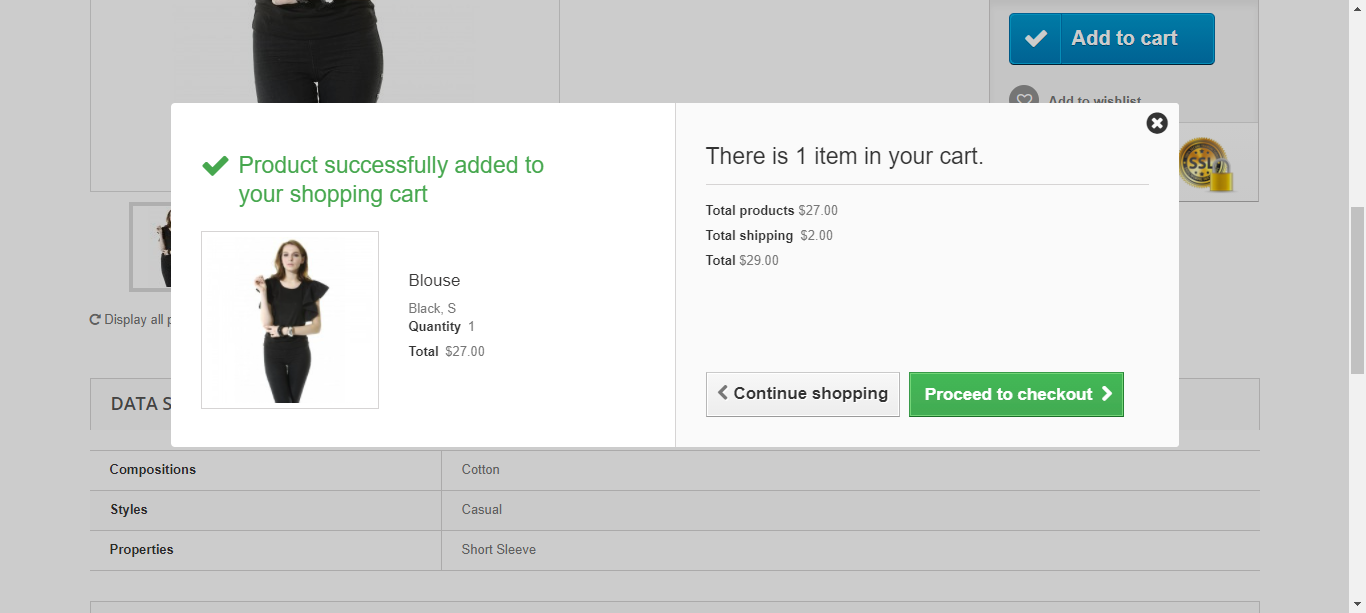 Add to cart
Add to wishlist
SSL
Product successfully added to
your shopping cart
Blouse
Black, S
Quantity 1
Total $27.00
There is 1 item in your cart.
Total products $27.00
Total shipping $2.00
Total $29.00
Continue shopping
Proceed to checkout
Display all
DATA S
Compositions Cotton
Styles Casual
Properties Short Sleeve